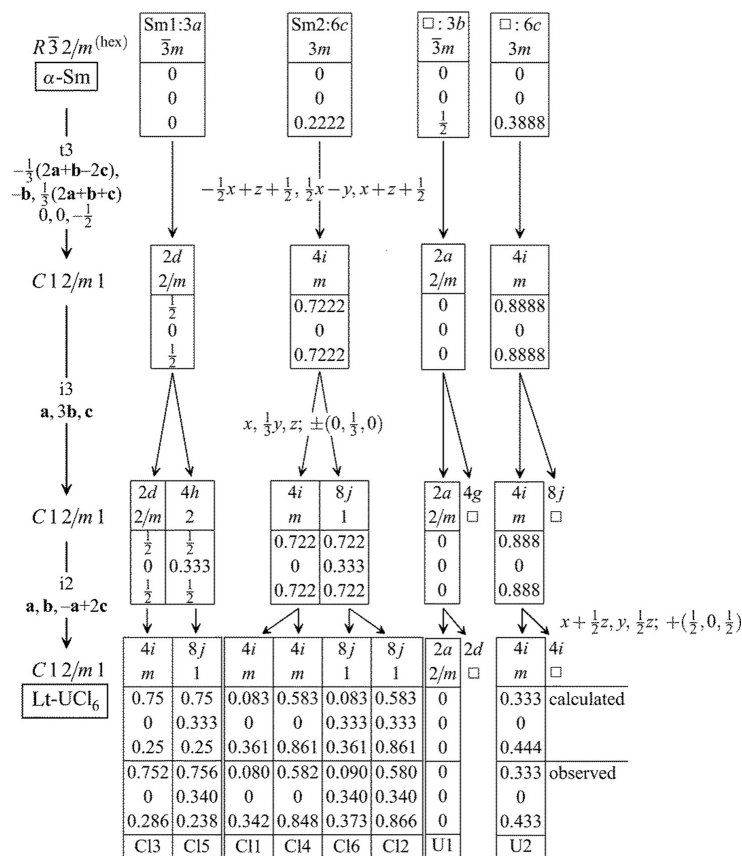 R3̅2/m(hex)
α-Sm
Sm1:3a Sm2:6c □: 3b □: 6c
3̅m 3m 3̅m 3m
0 0 0 0
0 0 0 0
0 0.2222 1/2 0.3888
t3
−1/3(2a+b–2c),
–b, 1/3(2a+b+c)
0, 0, −1/2
−1/2x+z+1/2, 1/2x−y, x+z+1/2
C12/m1
2d 4i 2a 4i
2/m m 2/m m
1/2 0.7222 0 0.8888
0 0 0 0
1/2 0.7222 0 0.8888
i3
a, 3b, c
x, 1/3y, z; ±(0, 1/3, 0)
C12/m1
2d 4h 4i 8j 2a 4g 4i 8j
2/m 2 m 1 2/m □ m □
1/2 1/2 0.722 0.722 0 0.888
0 0.333 0 0.333 0 0
1/2 1/2 0.722 0.722 0 0.888
i2
a, b, –a+2c
x+1/2z, y, 1/2z; +(1/2, 0, 1/2)
C12/m1
Lt-UCl6
4i 8j 4i 4i 8j 8j 2a 2d 4i 4i
m 1 m m 1 1 2/m □ m □
0.75 0.75 0.083 0.583 0.083 0.583 0 0.333 calculated
0 0.333 0 0 0.333 0.333 0 0
0.25 0.25 0.361 0.861 0.361 0.861 0 0.444
0.752 0.756 0.080 0.582 0.090 0.580 0 0.333 observed
0 0.340 0 0 0.340 0.340 0 0
0.286 0.238 0.342 0.848 0.373 0.866 0 0.433
Cl3 Cl5 Cl1 Cl4 Cl6 Cl2 U1 U2